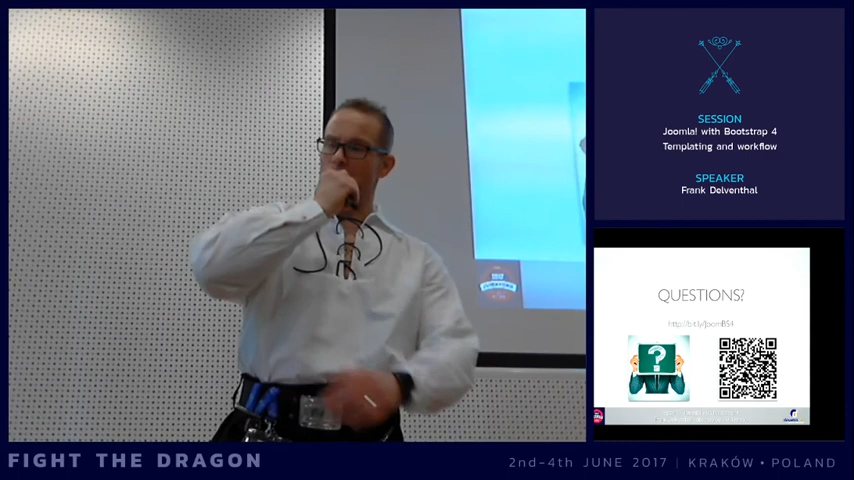 SESSION
Joomla! with Bootstrap 4
Templating and workflow
SPEAKER
Frank Delventhal
QUESTIONS?
http://bit.ly/JoomBS4
FIGHT THE DRAGON
2nd-4th JUNE 2017 | KRAKÓW • POLAND